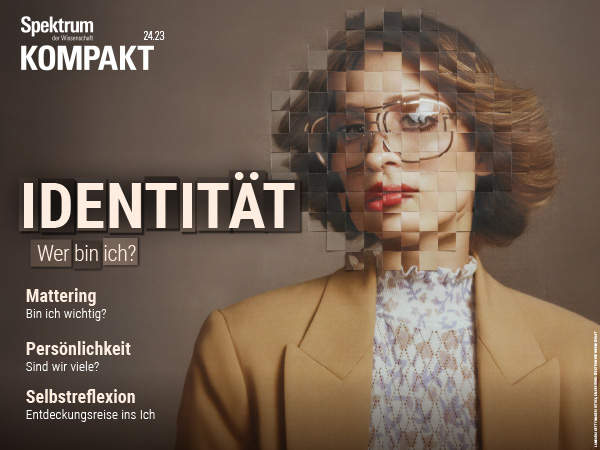 Spektrum
der Wissenschaft
24.23
KOMPAKT
IDENTITÄT
Wer bin ich?
Mattering
Bin ich wichtig?
Persönlichkeit
Sind wir viele?
Selbstreflexion
Entdeckungsreise ins Ich